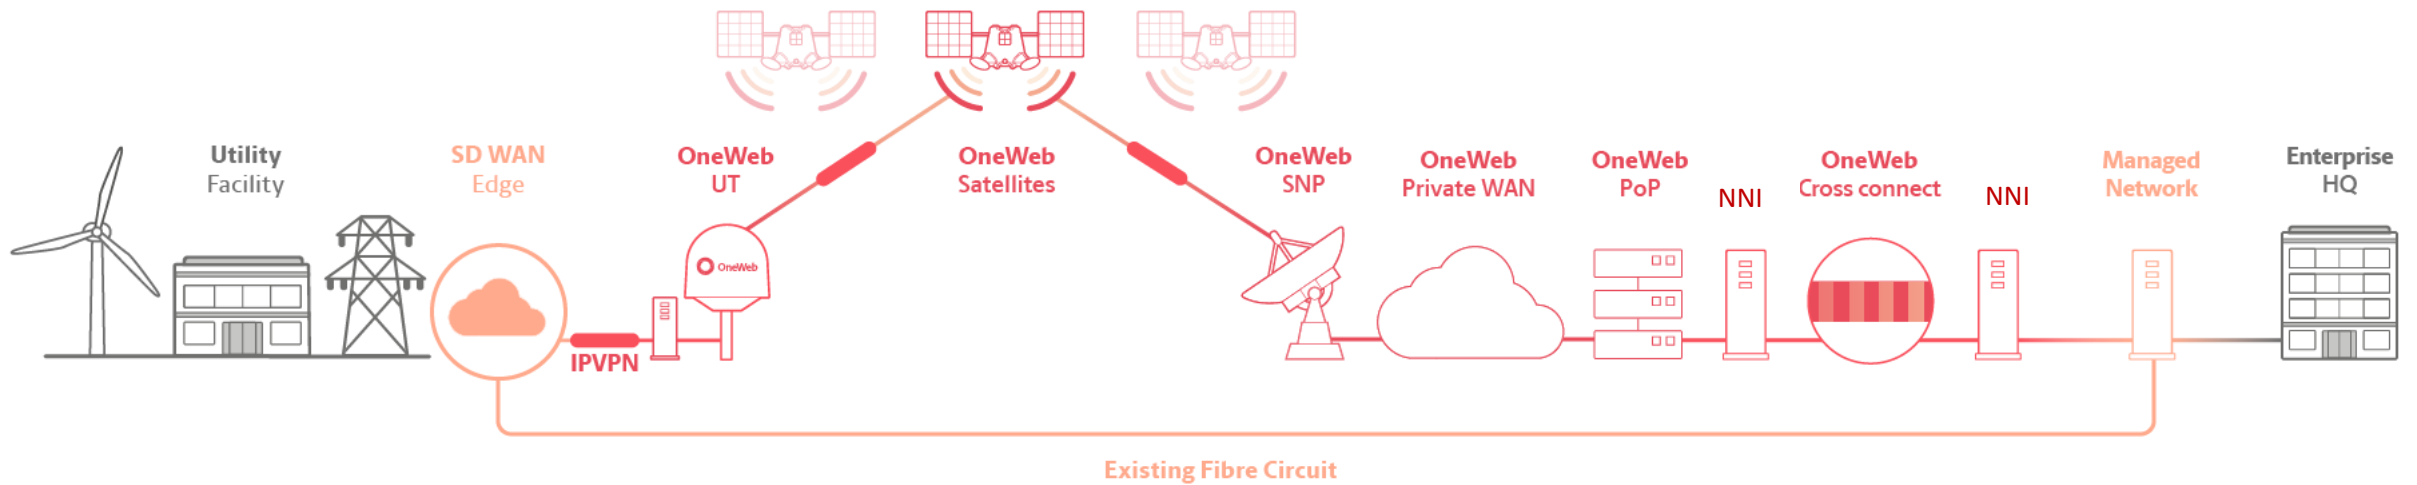 Utility
Facility
SD WAN
Edge
OneWeb
UT
OneWeb
Satellites
OneWeb
SNP
OneWeb
Private WAN
OneWeb
PoP
NNI
OneWeb
Cross connect
NNI
Managed
Network
Enterprise
HQ
OneWeb
IPVPN
Existing Fibre Circuit